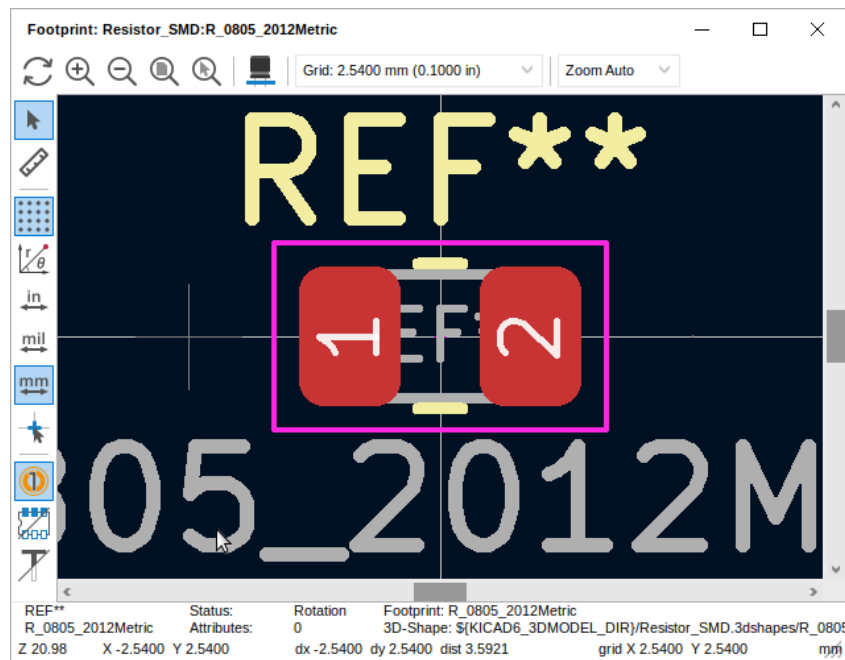 Footprint: Resistor_SMD:R_0805_2012Metric
Grid: 2.5400 mm (0.1000 in)
Zoom Auto
REF**
1
EF*
2
r
θ
in
mil
mm
805_2012M
1
T
REF** Status: Rotation Footprint: R_0805_2012Metric
R_0805_2012Metric Attributes: 0 3D-Shape: ${KICAD6_3DMODEL_DIR}/Resistor_SMD.3dshapes/R_0805
Z 20.98 X -2.5400 Y 2.5400 dx -2.5400 dy 2.5400 dist 3.5921 grid X 2.5400 Y 2.5400 mm